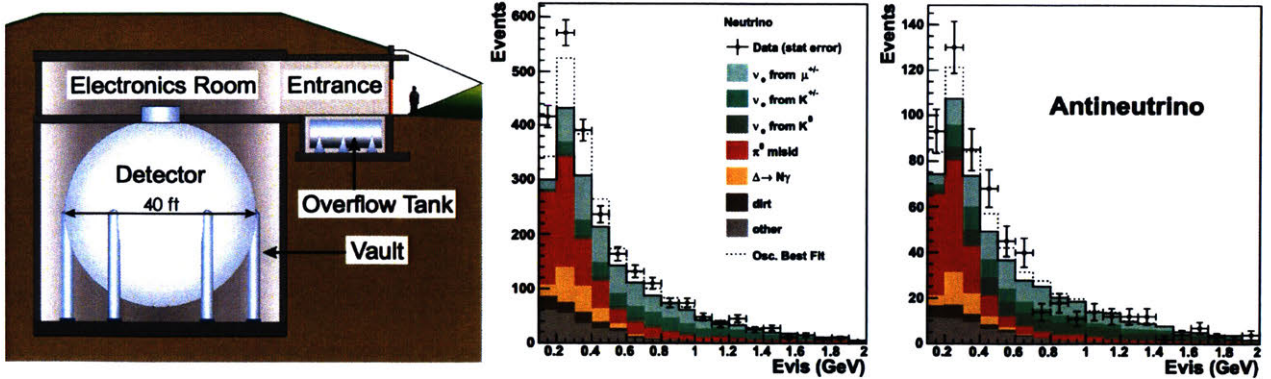 Electronics Room
Entrance
Detector
40 ft
Overflow Tank
Vault
Events
600
500
400
300
200
100
0
0.2 0.4 0.6 0.8 1 1.2 1.4 1.6 1.8 2
Evis (GeV)
Neutrino
Data (stat error)
νe from μ+/-
νe from K+/-
νe from K0
π0 misid
Δ→ Nγ
dirt
other
Osc. Best Fit
Events
140
120
100
80
60
40
20
0
0.2 0.4 0.6 0.8 1 1.2 1.4 1.6 1.8 2
Evis (GeV)
Antineutrino